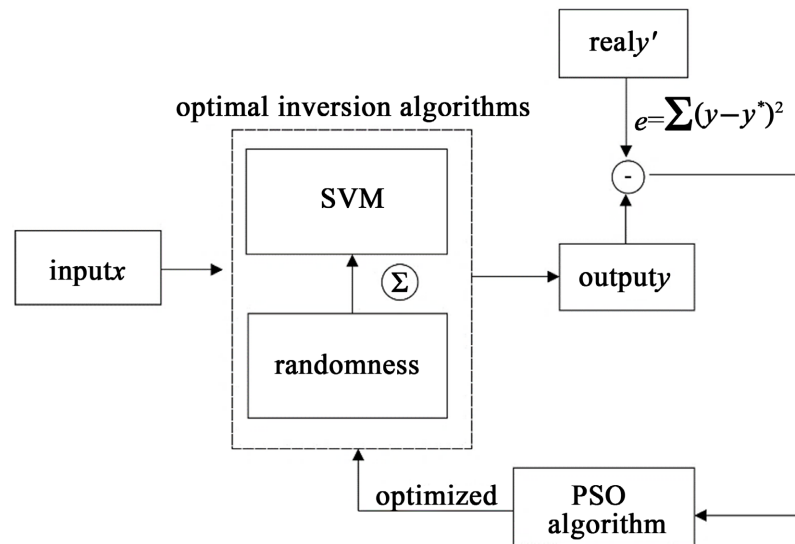 realy′
e=∑(y−y*)²
optimal inversion algorithms
SVM
-
inputx
Σ
outputy
randomness
optimized
PSO
algorithm